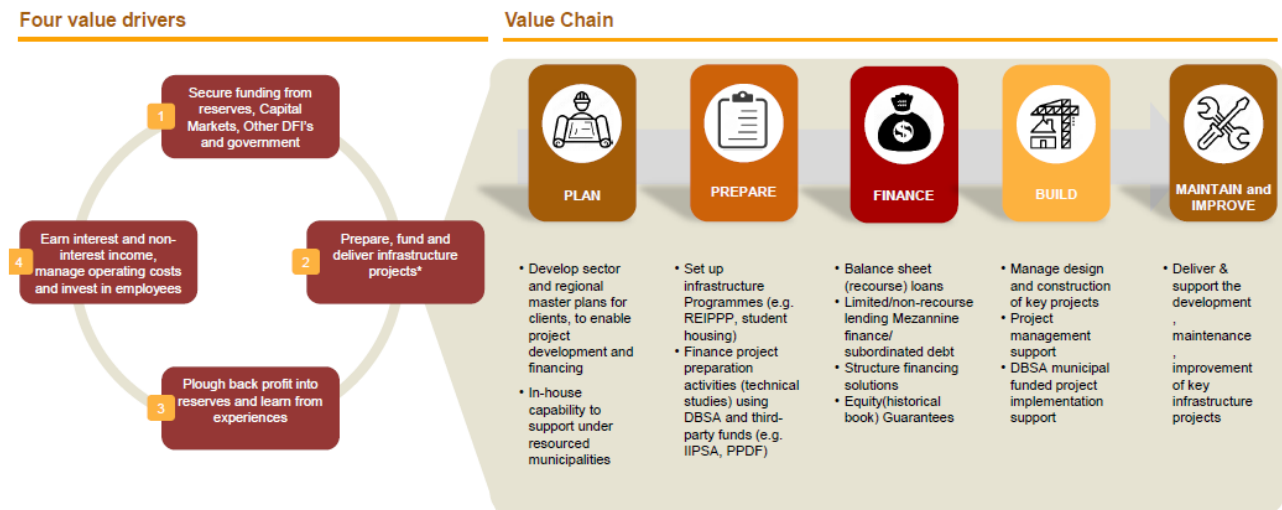 Four value drivers
Value Chain
1
Secure funding from
reserves, Capital
Markets, Other DFI's
and government
2
Prepare, fund and
deliver infrastructure
projects*
3
Plough back profit into
reserves and learn from
experiences
4
Earn interest and non-
interest income,
manage operating costs
and invest in employees
PLAN
• Develop sector
and regional
master plans for
clients, to enable
project
development and
financing
• In-house
capability to
support under
resourced
municipalities
PREPARE
• Set up
infrastructure
Programmes (e.g.
REIPPP, student
housing)
• Finance project
preparation
activities (technical
studies) using
DBSA and third-
party funds (e.g.
IIPSA, PPDF)
$
FINANCE
• Balance sheet
(recourse) loans
• Limited/non-recourse
lending Mezannine
finance/
subordinated debt
• Structure financing
solutions
• Equity(historical
book) Guarantees
BUILD
• Manage design
and construction
of key projects
• Project
management
support
• DBSA municipal
funded project
implementation
support
MAINTAIN and
IMPROVE
• Deliver &
support the
development
,
maintenance
,
improvement
of key
infrastructure
projects